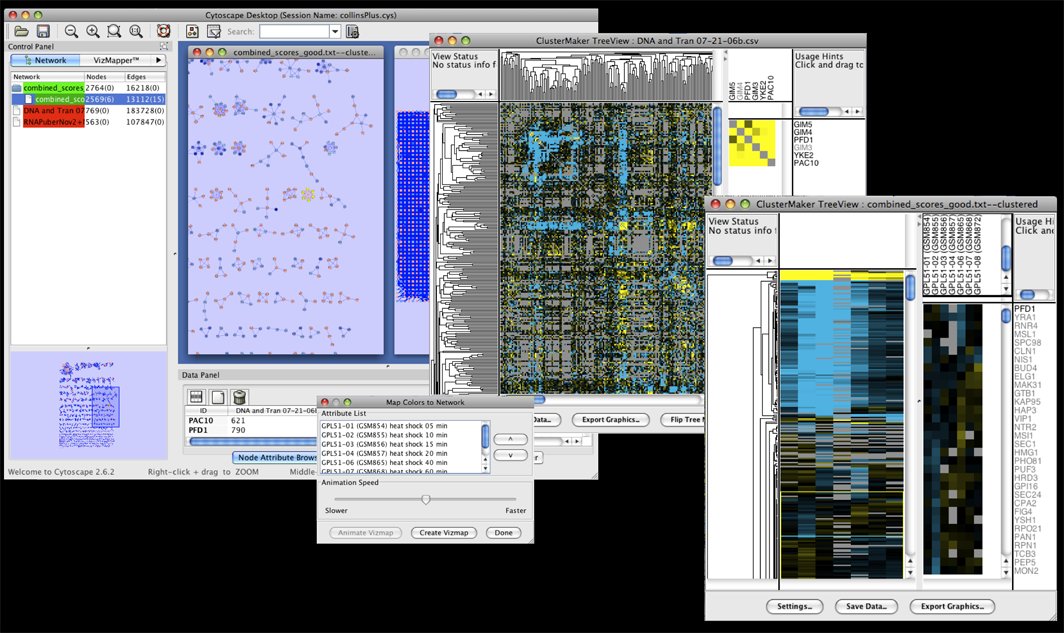 Cytoscape Desktop (Session Name: collinsPlus.cys)
Search:
Control Panel
Network VizMapper™
Network Nodes Edges
combined_scores 2764(0) 16218(0)
combined_sco 2569(6) 13112(15)
DNA and Tran 07 769(0) 183728(0)
RNAPuberNov2+ 563(0) 107847(0)
combined_scores_good.txt--cluste...
Data Panel
ID DNA and Tran 07-21-06
PAC10 621
PFD1 790
Node Attribute Brows
Welcome to Cytoscape 2.6.2 Right-click + drag to ZOOM Middle-
ClusterMaker TreeView : DNA and Tran 07-21-06b.csv
View Status
No status info f
GIM5
GIM4
PFD1
GIM3
YKE2
PAC10
Usage Hints
Click and drag to
GIM5
GIM4
PFD1
GIM3
YKE2
PAC10
Data...
Export Graphics...
Flip Tree N
Map Colors to Network
Attribute List
GPL51-01 (GSM854) heat shock 05 min
GPL51-02 (GSM855) heat shock 10 min
GPL51-03 (GSM856) heat shock 15 min
GPL51-04 (GSM857) heat shock 20 min
GPL51-06 (GSM865) heat shock 40 min
GPL51-07 (GSM868) heat shock 60 min
Animation Speed
Slower Faster
Animate Vizmap Create Vizmap Done
ClusterMaker TreeView : combined_scores_good.txt--clustered
View Status
No status info f
GPL51-01 (GSM854)
GPL51-02 (GSM855)
GPL51-03 (GSM856)
GPL51-04 (GSM857)
GPL51-06 (GSM865)
GPL51-07 (GSM868)
GPL51-08 (GSM872)
Usage Hi
Click and
PFD1
YRA1
RNR4
MSL1
SPC98
CLN1
NIS1
BUD4
ELG1
MAK31
GTB1
KAP95
HAP3
VIP1
NTR2
MSI1
SEC1
HMG1
PHO81
PUF3
HRD3
GPI16
SEC24
CPA2
FIG4
YSH1
RPO21
PAN1
RPN1
TCB3
PEP5
MON2
Settings... Save Data... Export Graphics...